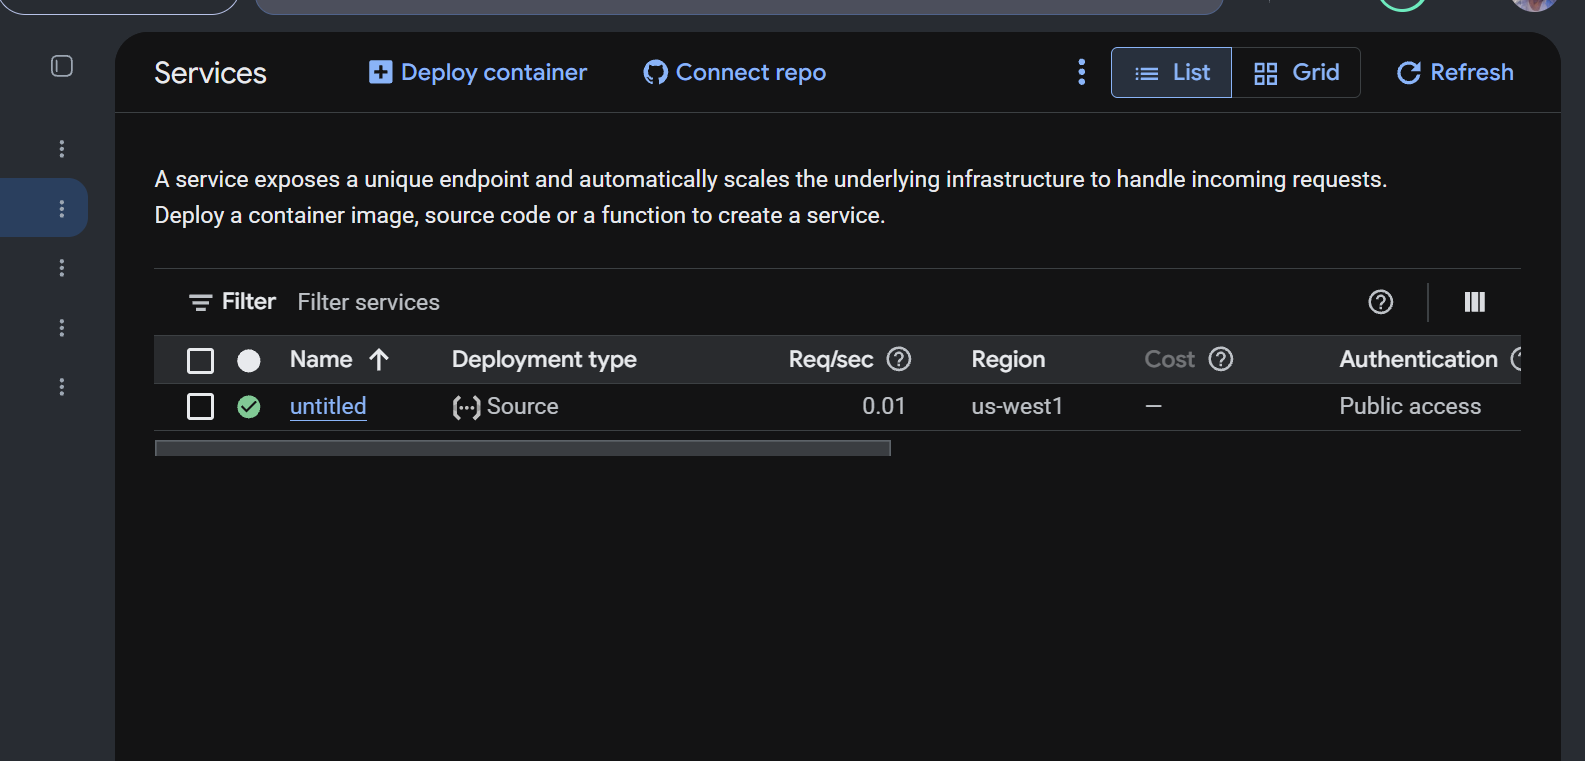 Services
Deploy container
Connect repo
List
Grid
Refresh
A service exposes a unique endpoint and automatically scales the underlying infrastructure to handle incoming requests.
Deploy a container image, source code or a function to create a service.
Filter Filter services
Name Deployment type Req/sec Region Cost Authentication
untitled Source 0.01 us-west1 – Public access